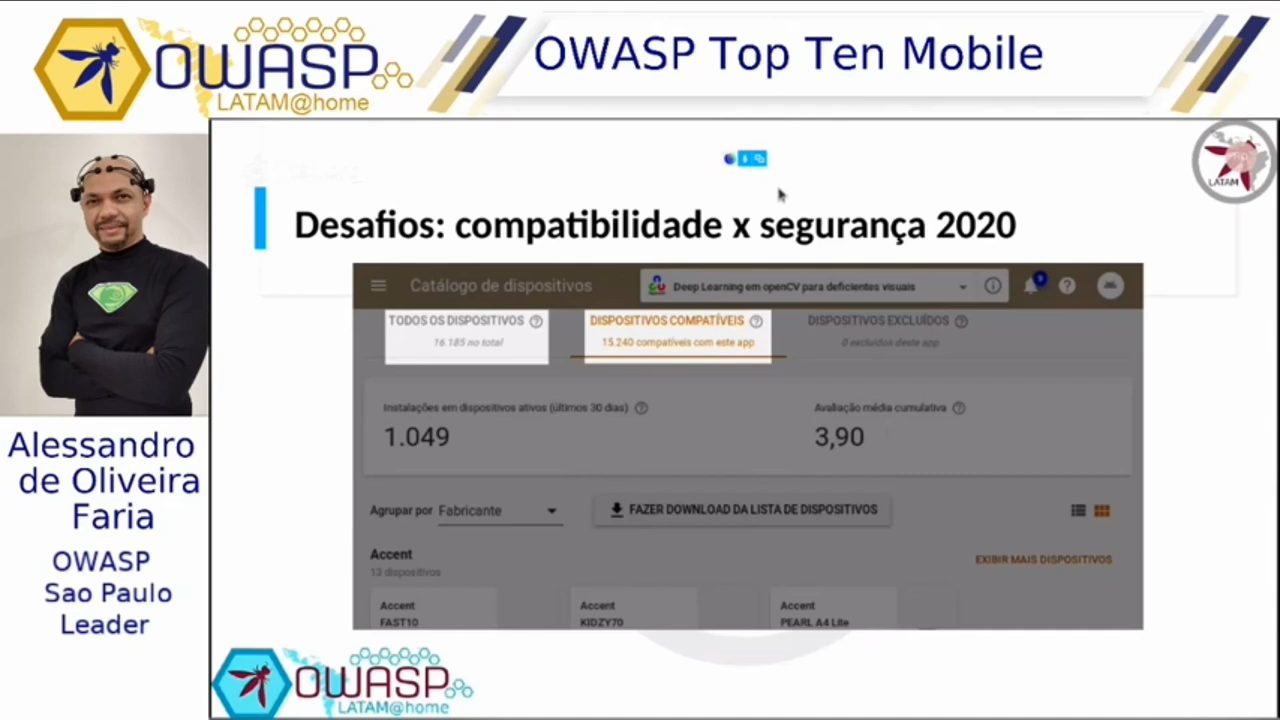 OWASP
LATAM@home
OWASP Top Ten Mobile
LATAM
Desafios: compatibilidade x segurança 2020
Catálogo de dispositivos
Deep Learning em openCV para deficientes visuais
TODOS OS DISPOSITIVOS
16.185 no total
DISPOSITIVOS COMPATÍVEIS
15.240 compatíveis com este app
DISPOSITIVOS EXCLUÍDOS
0 excluídos deste app
Instalações em dispositivos ativos (últimos 30 dias)
1.049
Avaliação média cumulativa
3,90
Agrupar por Fabricante
FAZER DOWNLOAD DA LISTA DE DISPOSITIVOS
Accent
13 dispositivos
EXIBIR MAIS DISPOSITIVOS
Accent
FAST10
Accent
KIDZY70
Accent
PEARL A4 Lite
Alessandro
de Oliveira
Faria
OWASP
Sao Paulo
Leader
OWASP
LATAM@home